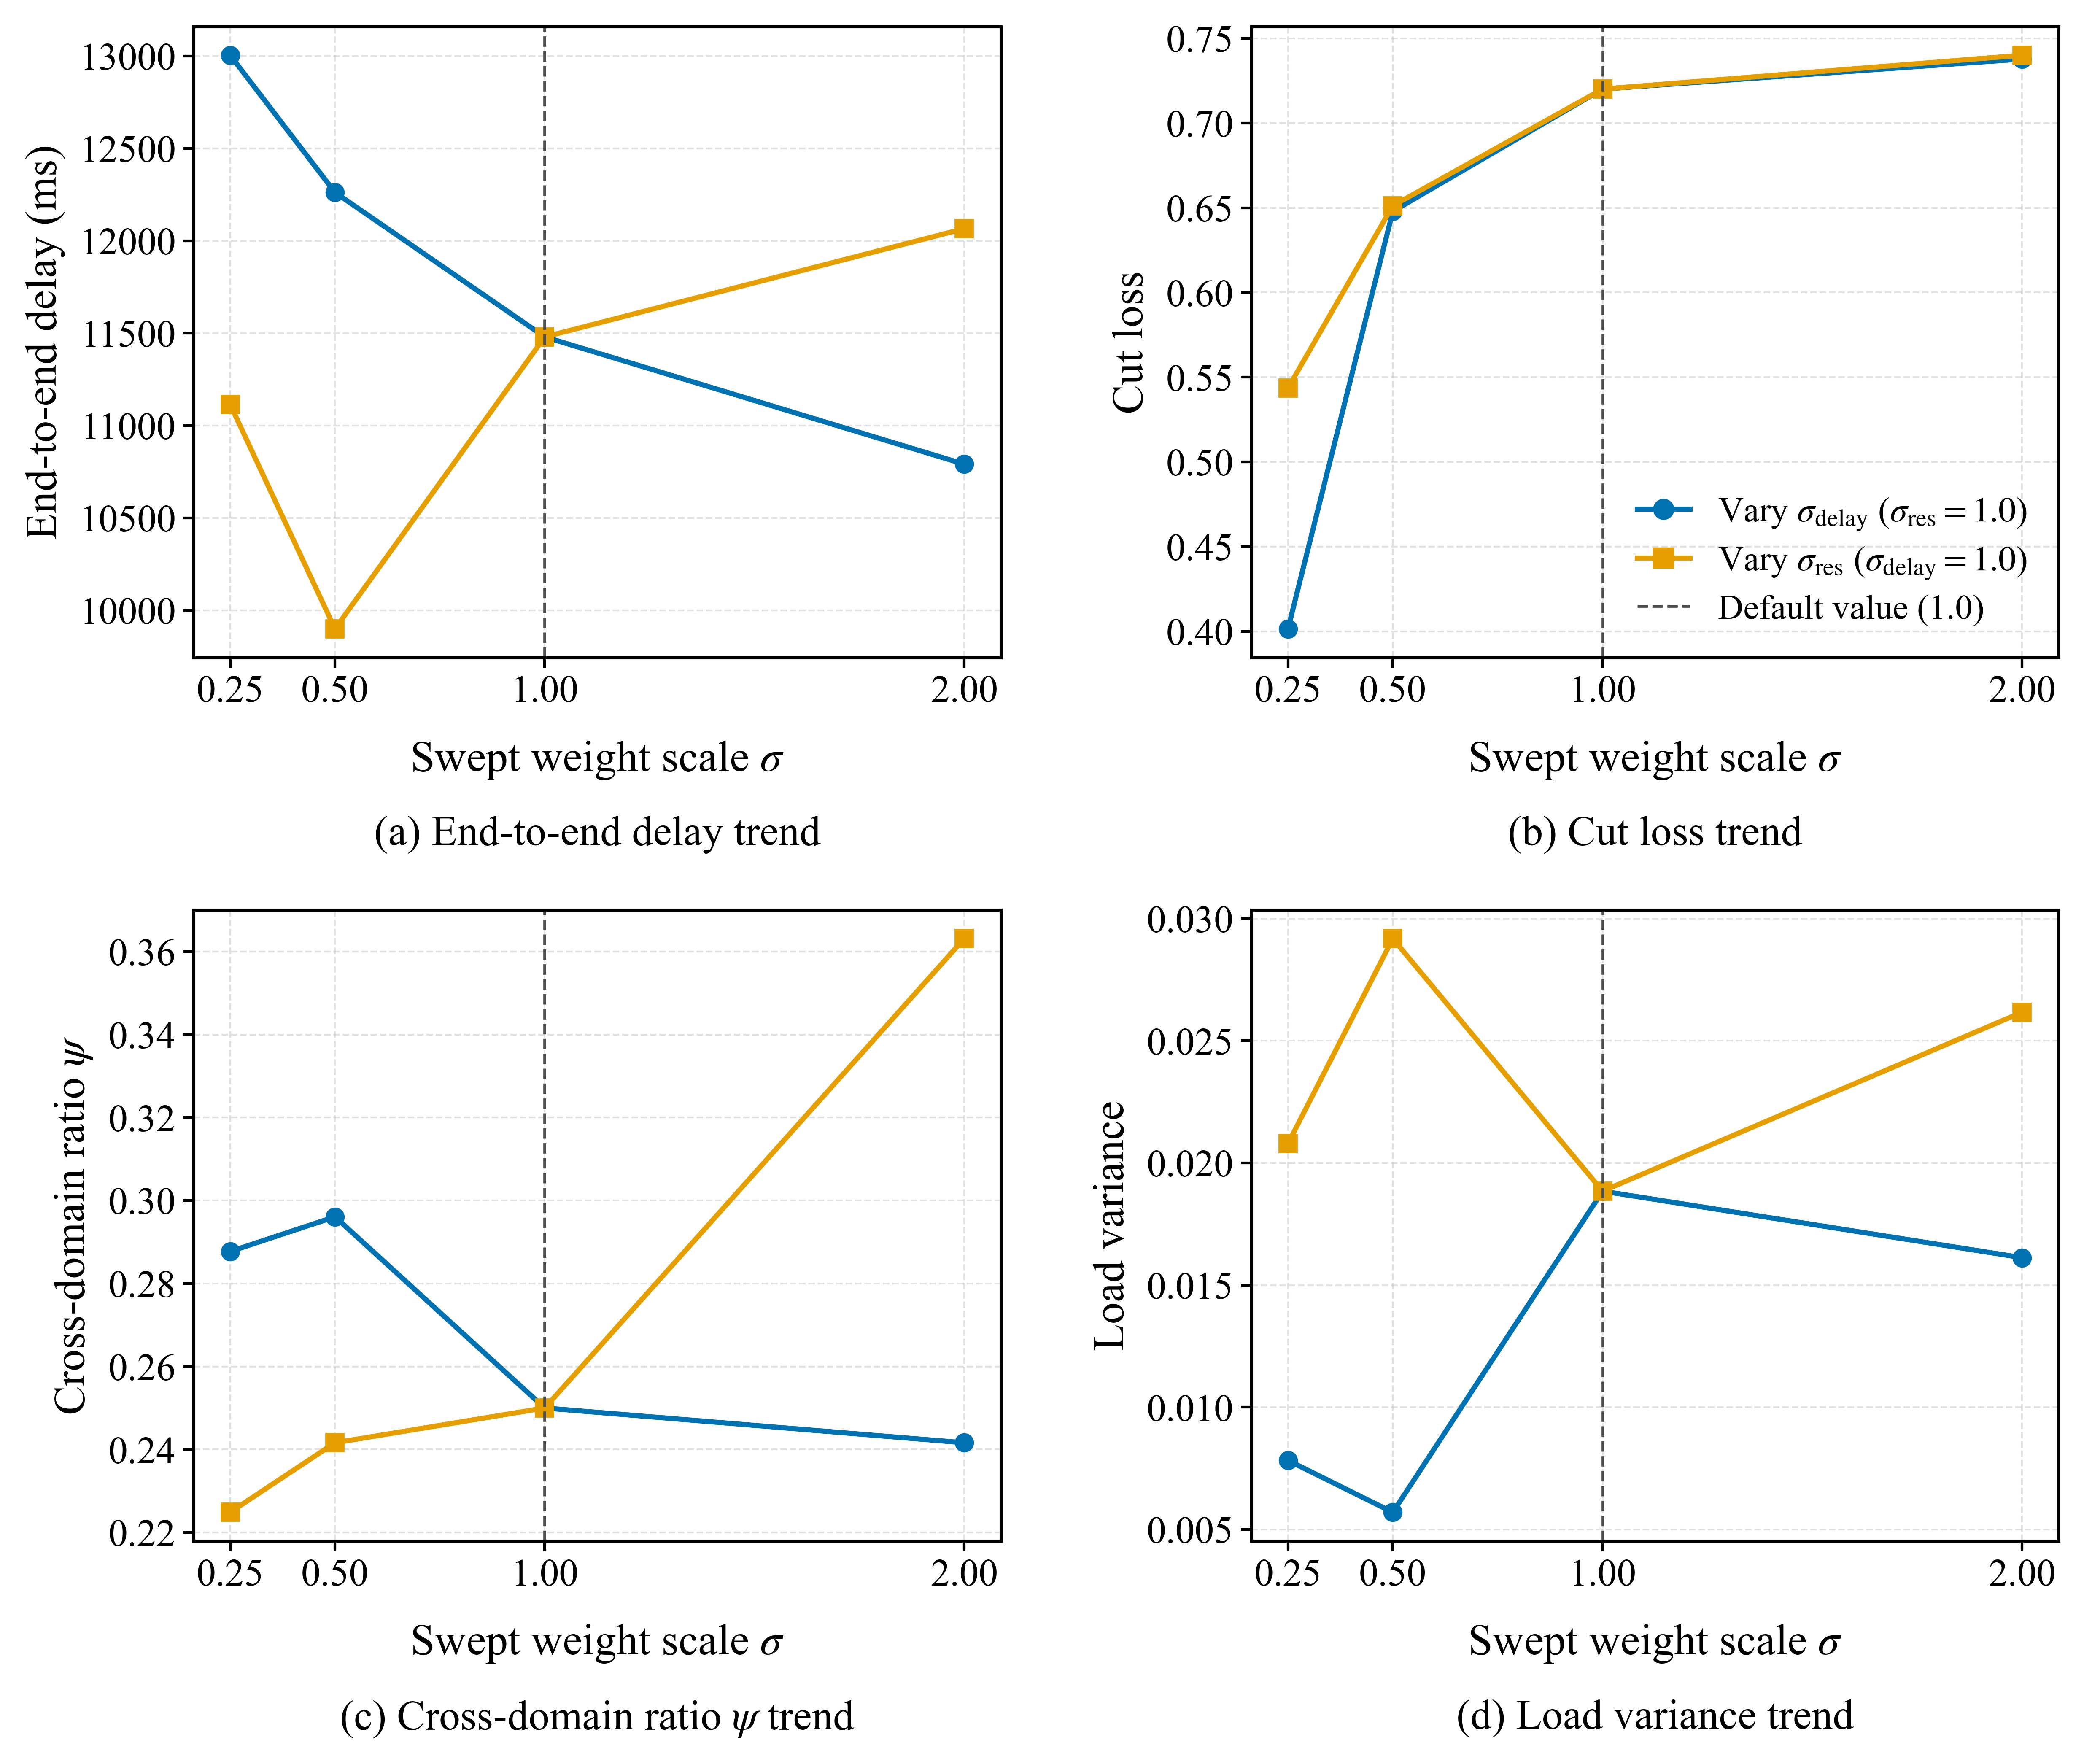 End-to-end delay (ms)
13000
12500
12000
11500
11000
10500
10000
0.25 0.50 1.00 2.00
Swept weight scale σ
(a) End-to-end delay trend
Cut loss
0.75
0.70
0.65
0.60
0.55
0.50
0.45
0.40
Vary σdelay (σres = 1.0)
Vary σres (σdelay = 1.0)
Default value (1.0)
0.25 0.50 1.00 2.00
Swept weight scale σ
(b) Cut loss trend
Cross-domain ratio ψ
0.36
0.34
0.32
0.30
0.28
0.26
0.24
0.22
0.25 0.50 1.00 2.00
Swept weight scale σ
(c) Cross-domain ratio ψ trend
Load variance
0.030
0.025
0.020
0.015
0.010
0.005
0.25 0.50 1.00 2.00
Swept weight scale σ
(d) Load variance trend